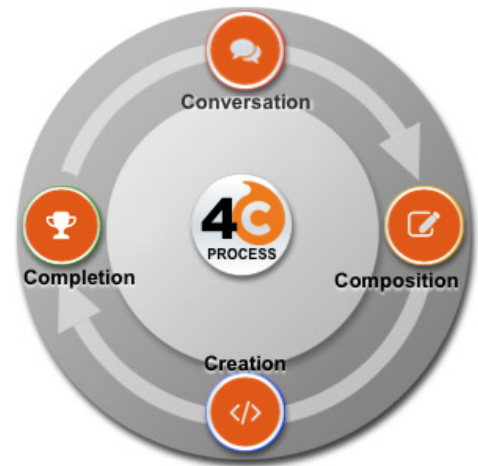 Conversation
4C
PROCESS
Completion
Composition
Creation
</>